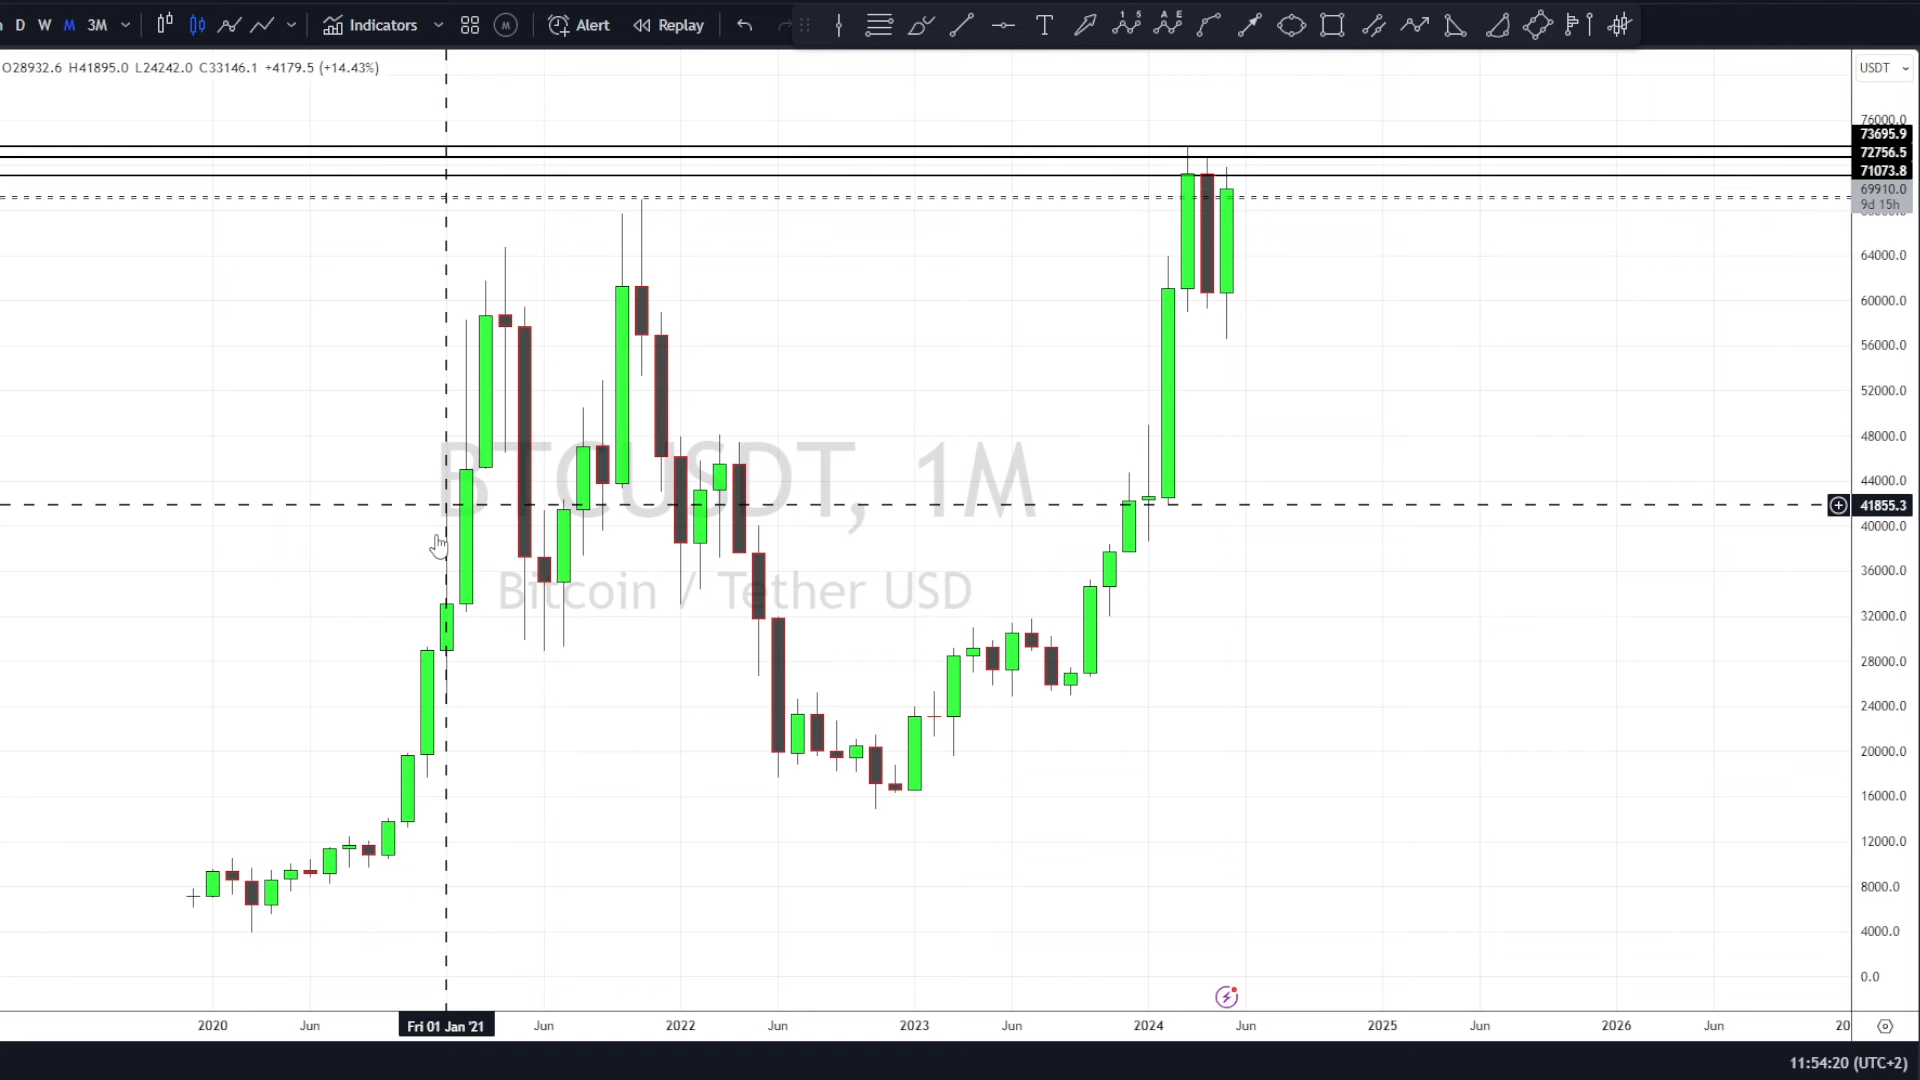 D W M 3M Indicators M Alert Replay T 1 5 A E
O28932.6 H41895.0 L24242.0 C33146.1 +4179.5 (+14.43%)
USDT
76000.0
73695.9
72756.5
71073.8
69910.0
9d 15h
64000.0
60000.0
56000.0
52000.0
48000.0
44000.0
41855.3
40000.0
36000.0
32000.0
28000.0
24000.0
20000.0
16000.0
12000.0
8000.0
4000.0
0.0
BTCUSDT, 1M
Bitcoin / Tether USD
2020 Jun Fri 01 Jan '21 Jun 2022 Jun 2023 Jun 2024 Jun 2025 Jun 2026 Jun 20
11:54:20 (UTC+2)